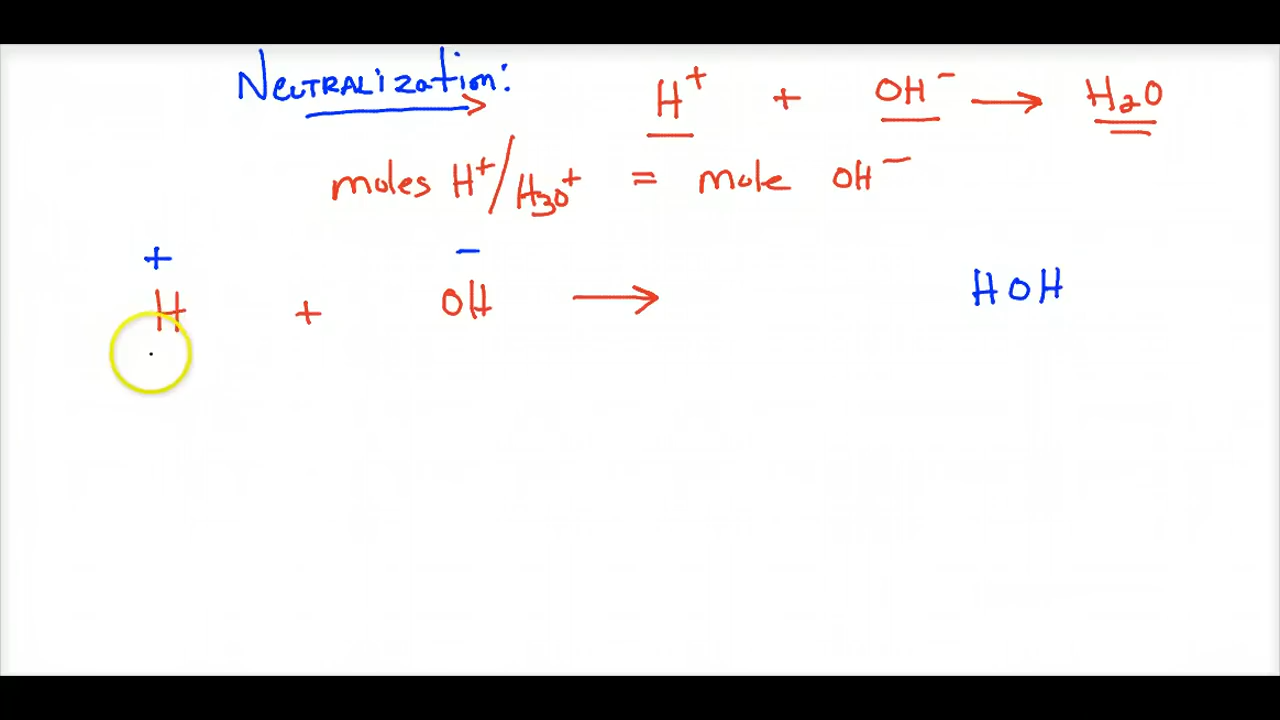 Neutralization: H⁺ + OH⁻ → H₂O
moles H⁺/H₃O⁺ = mole OH⁻
+ −
H + OH → HOH